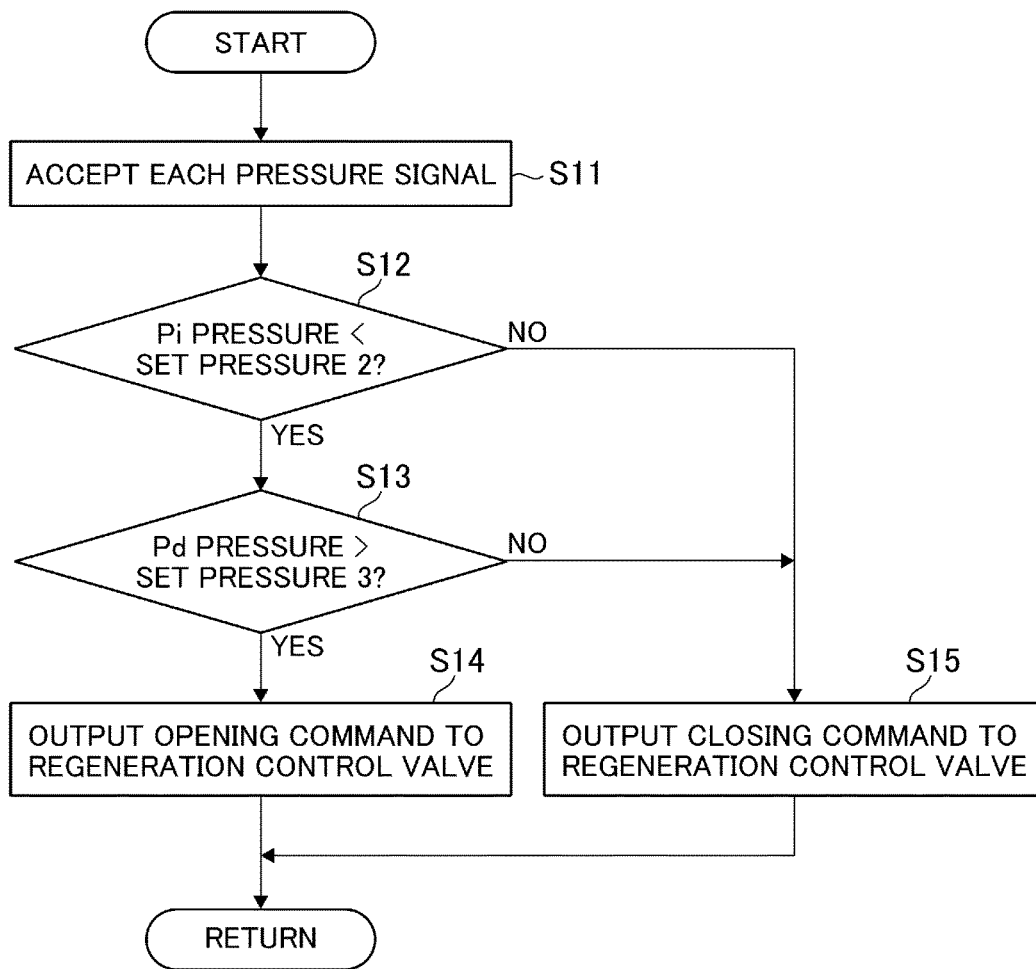 START
ACCEPT EACH PRESSURE SIGNAL
S11
S12
Pi PRESSURE <
SET PRESSURE 2?
NO
YES
S13
Pd PRESSURE >
SET PRESSURE 3?
NO
YES
S14
OUTPUT OPENING COMMAND TO
REGENERATION CONTROL VALVE
S15
OUTPUT CLOSING COMMAND TO
REGENERATION CONTROL VALVE
RETURN